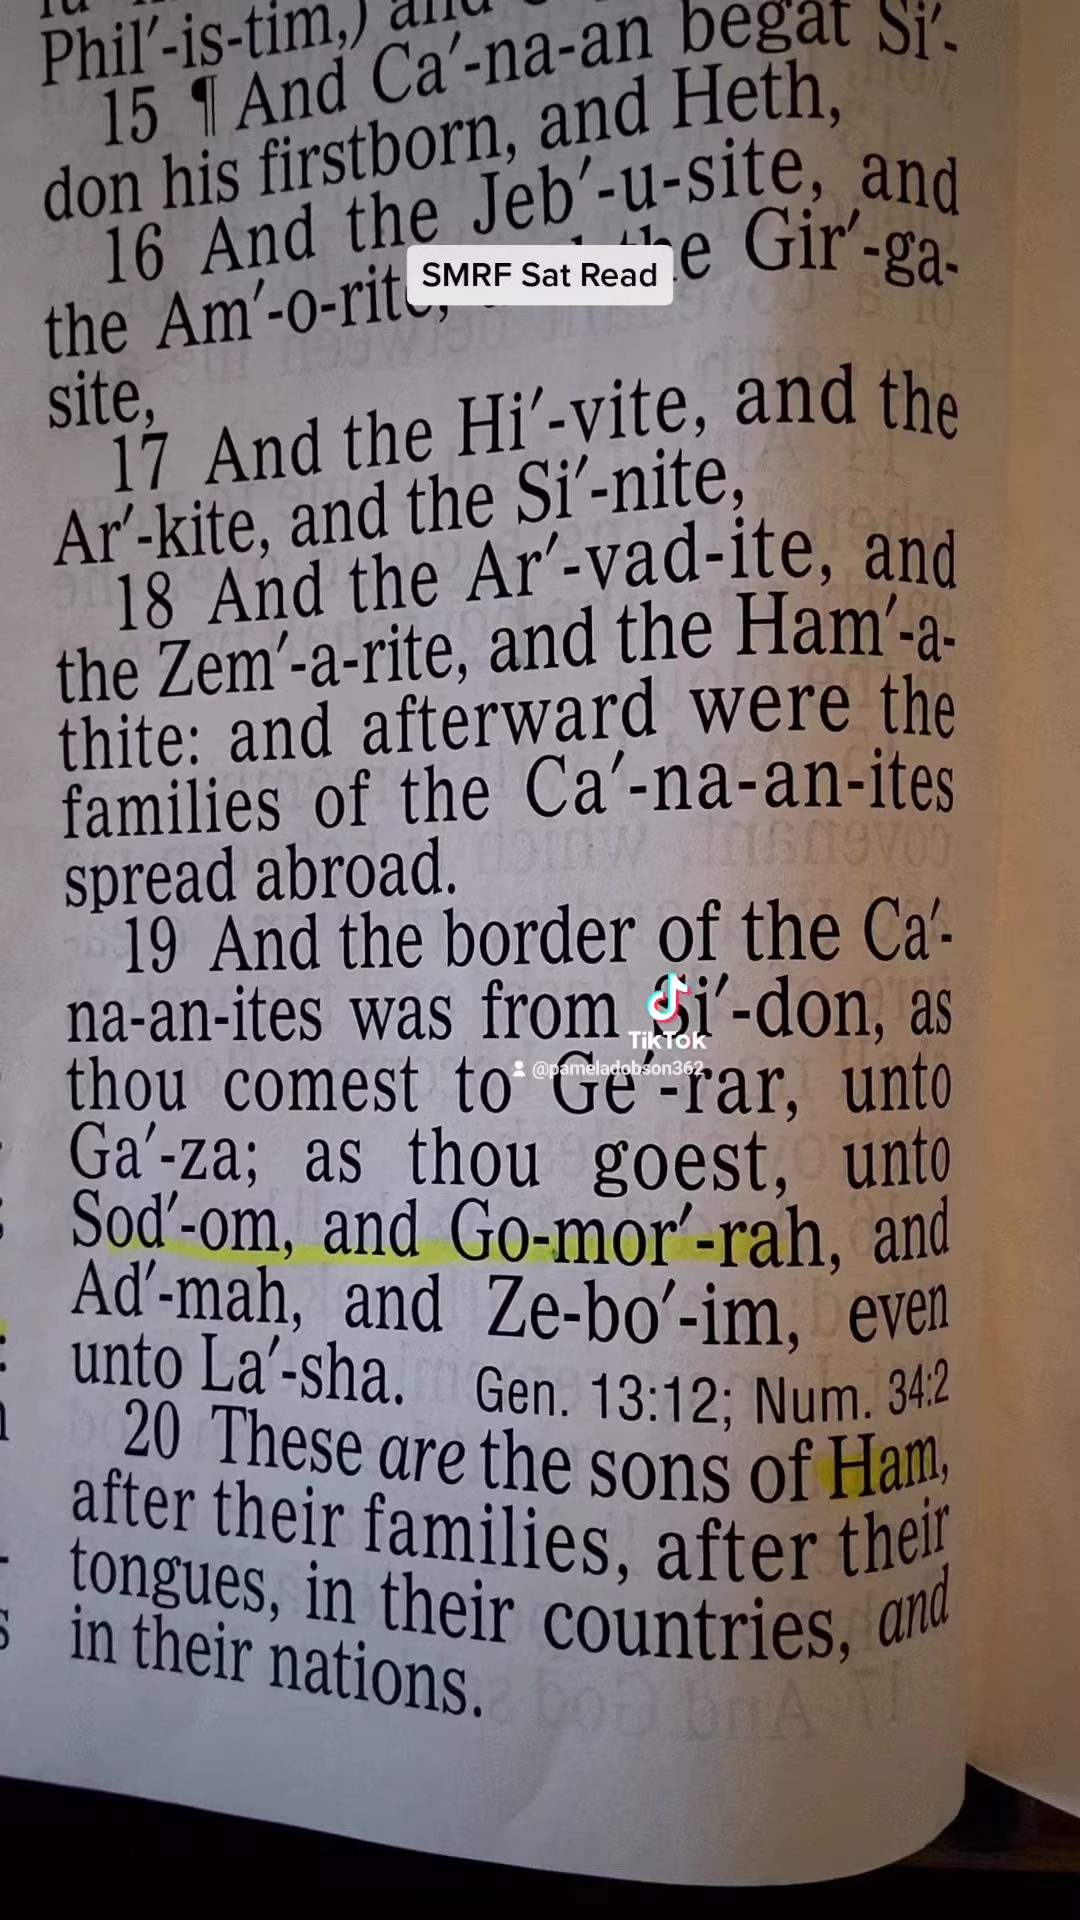 Phil′-is-tim,) and
15 ¶ And Ca′-na-an begat Si′-
don his firstborn, and Heth,
16 And the Jeb′-u-site, and
the Am′-o-rite, the Gir′-ga-
site,
17 And the Hi′-vite, and the
Ar′-kite, and the Si′-nite,
18 And the Ar′-vad-ite, and
the Zem′-a-rite, and the Ham′-a-
thite: and afterward were the
families of the Ca′-na-an-ites
spread abroad.
19 And the border of the Ca′-
na-an-ites was from Si′-don, as
thou comest to Ge′-rar, unto
Ga′-za; as thou goest, unto
Sod′-om, and Go-mor′-rah, and
Ad′-mah, and Ze-bo′-im, even
unto La′-sha. Gen. 13:12; Num. 34:2
20 These are the sons of Ham,
after their families, after their
tongues, in their countries, and
in their nations.
SMRF Sat Read
TikTok
@pameladobson362